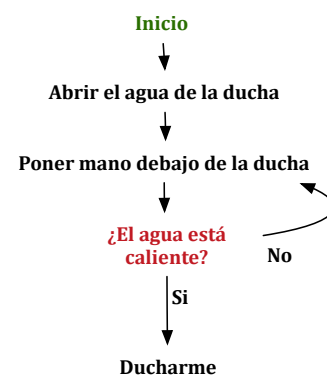 Inicio
Abrir el agua de la ducha
Poner mano debajo de la ducha
¿El agua está
caliente?
No
Si
Ducharme